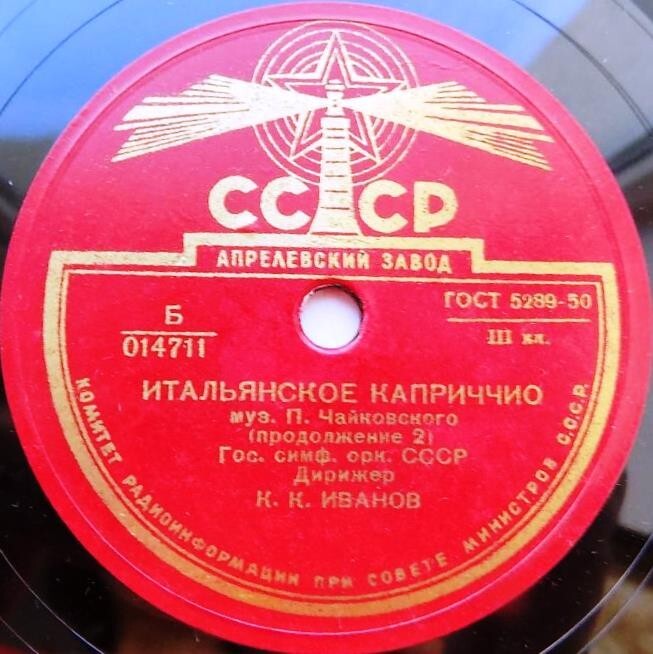 СССР
АПРЕЛЕВСКИЙ ЗАВОД
Б
014711
ГОСТ 5289-50
III кл.
ИТАЛЬЯНСКОЕ КАПРИЧЧИО
муз. П. Чайковского
(продолжение 2)
Гос. симф. орк. СССР
Дирижер
К. К. ИВАНОВ
КОМИТЕТ РАДИОИНФОРМАЦИИ ПРИ СОВЕТЕ МИНИСТРОВ С.С.С.Р.